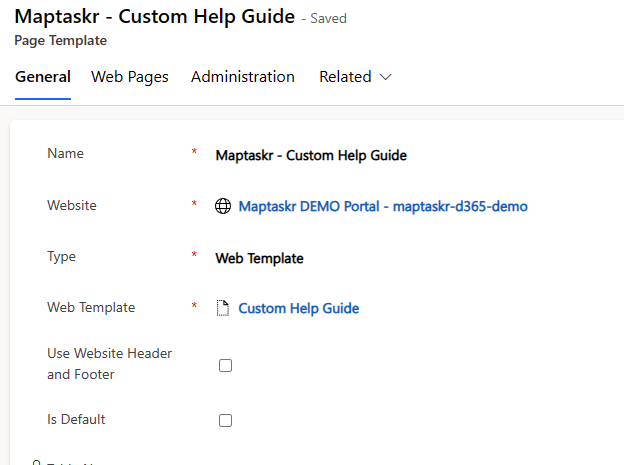 Maptaskr - Custom Help Guide - Saved
Page Template
General Web Pages Administration Related
Name * Maptaskr - Custom Help Guide
Website * Maptaskr DEMO Portal - maptaskr-d365-demo
Type * Web Template
Web Template * Custom Help Guide
Use Website Header
and Footer
Is Default